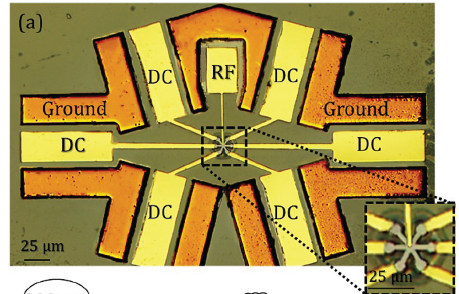 (a)
DC RF DC
Ground Ground
DC DC
DC DC
25 μm
25 μm